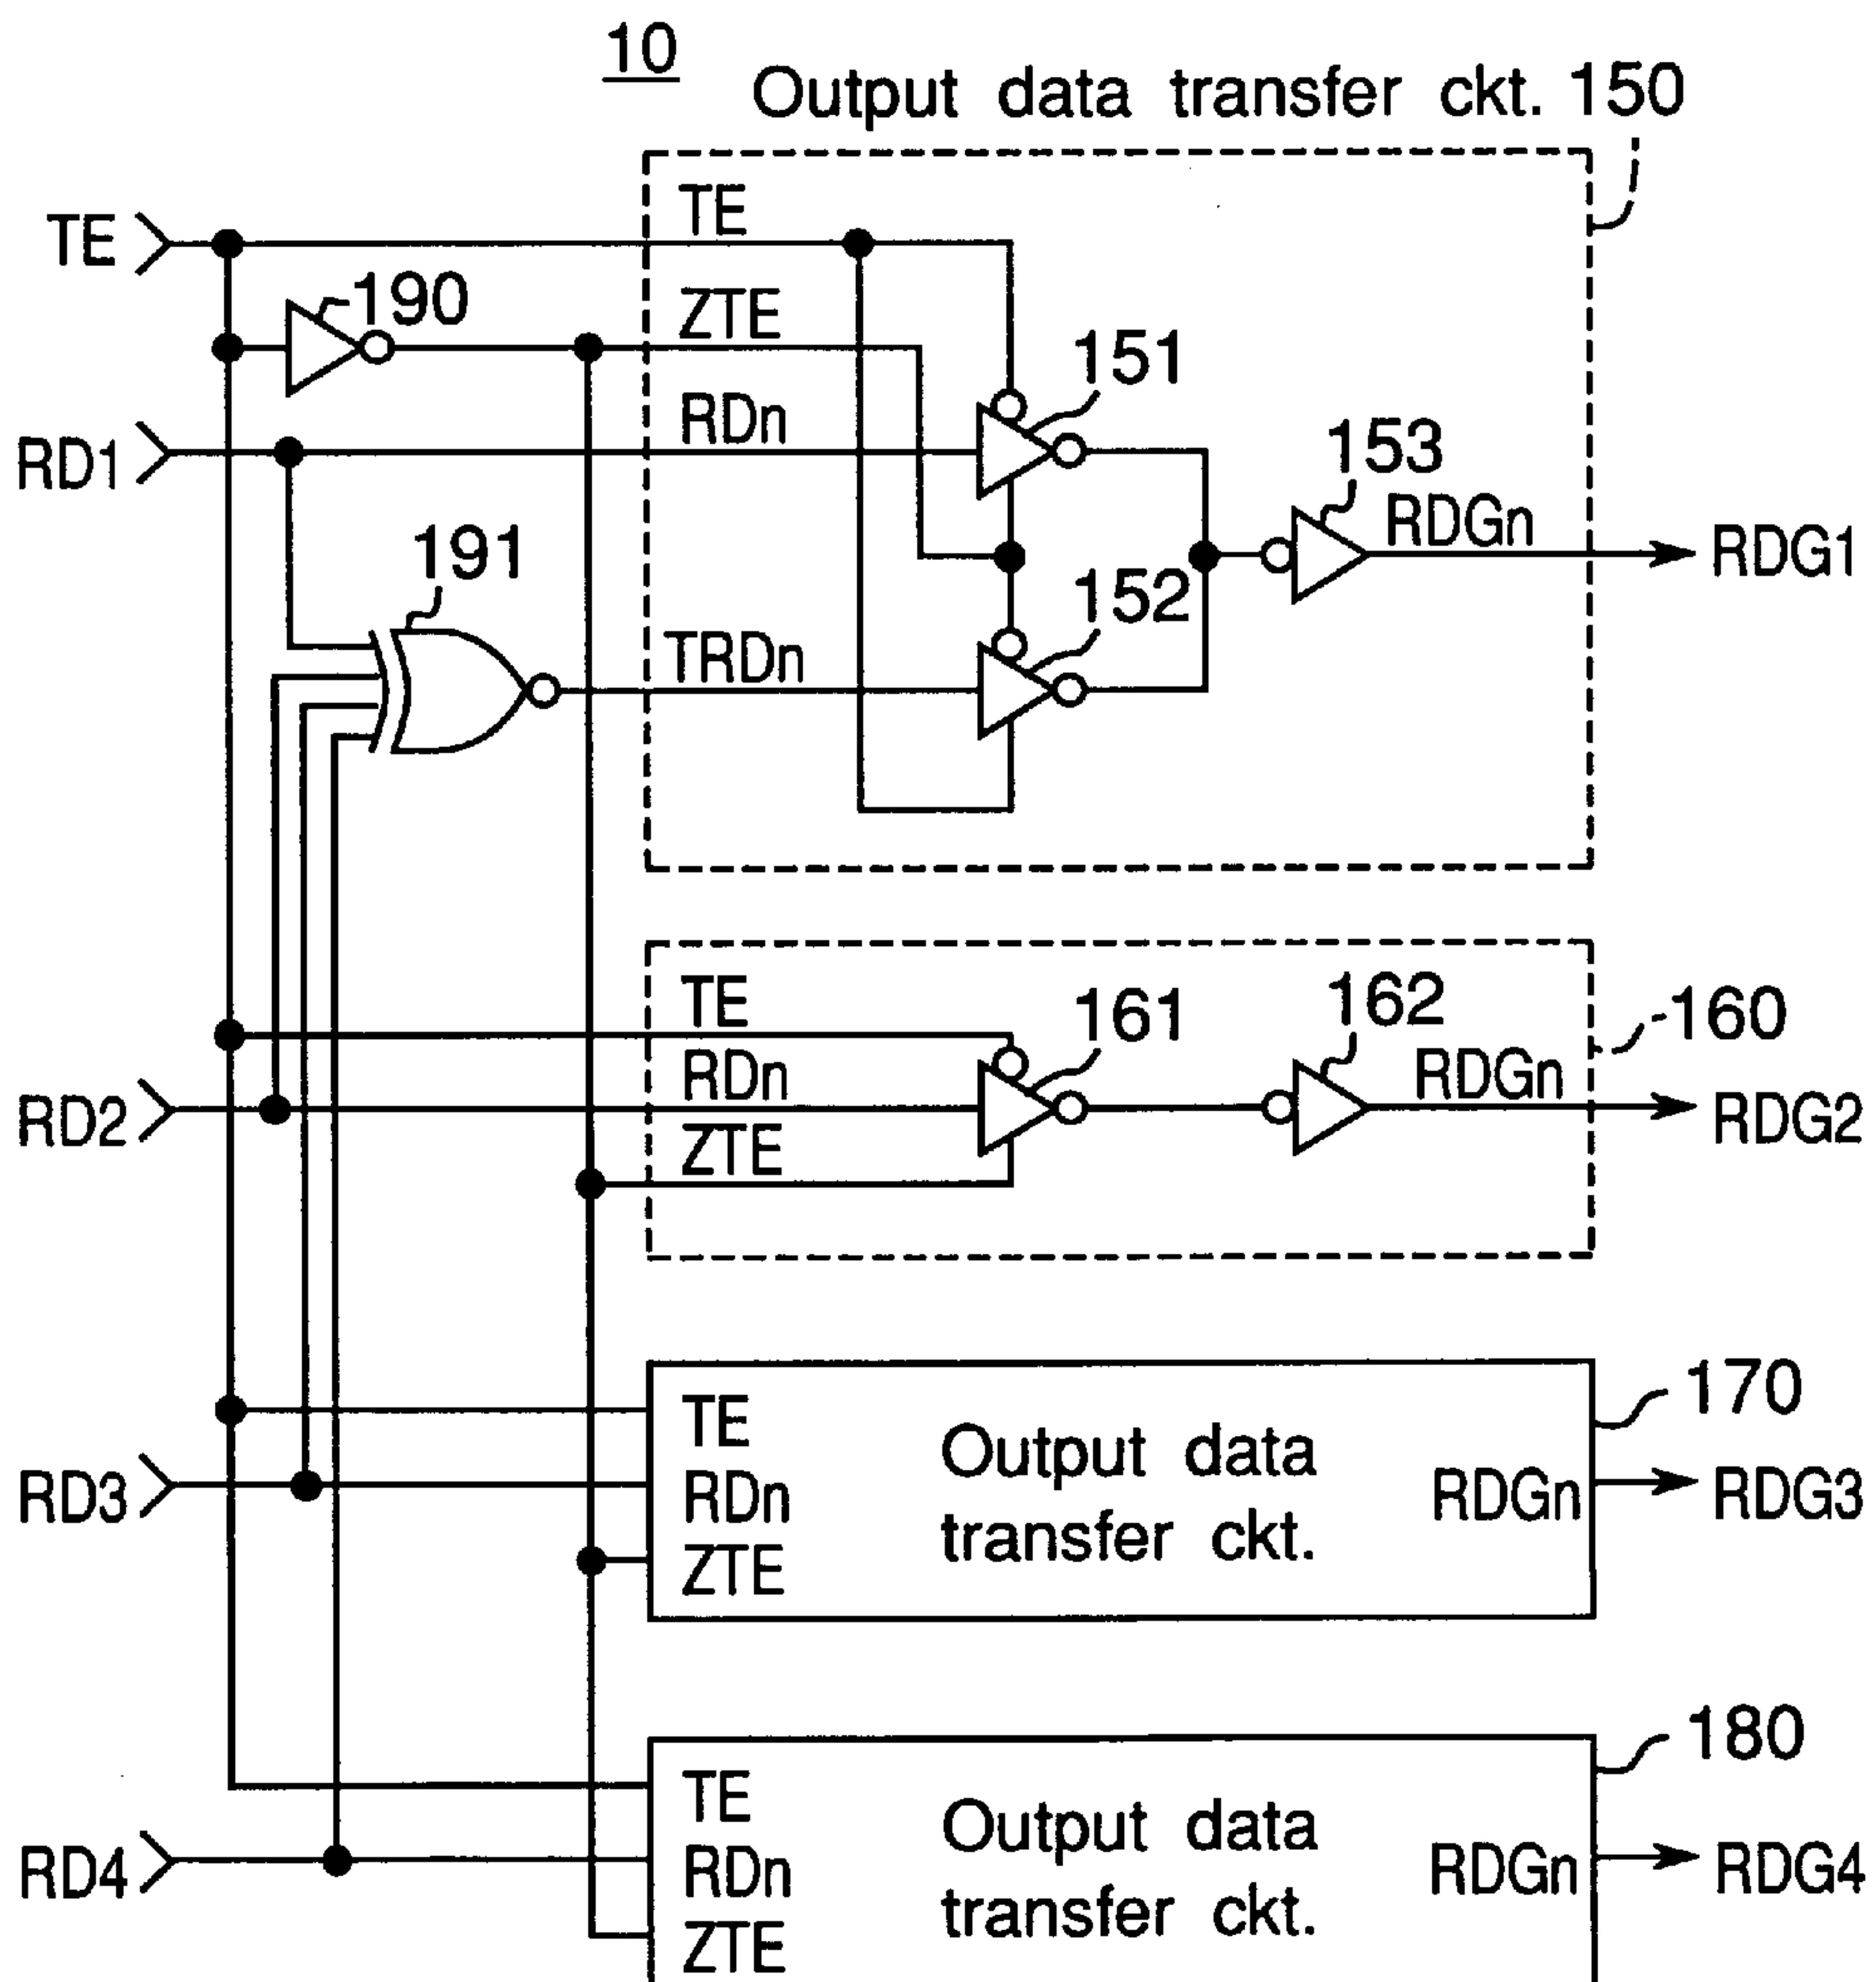 10
Output data transfer ckt. 150
TE
TE
190
ZTE
151
RD1
RDn
153
RDGn
RDG1
191
152
TRDn
TE
161
162
160
RD2
RDn
RDGn
RDG2
ZTE
170
TE
Output data
RD3
RDn
RDGn
RDG3
transfer ckt.
ZTE
180
TE
Output data
RD4
RDn
RDGn
RDG4
transfer ckt.
ZTE